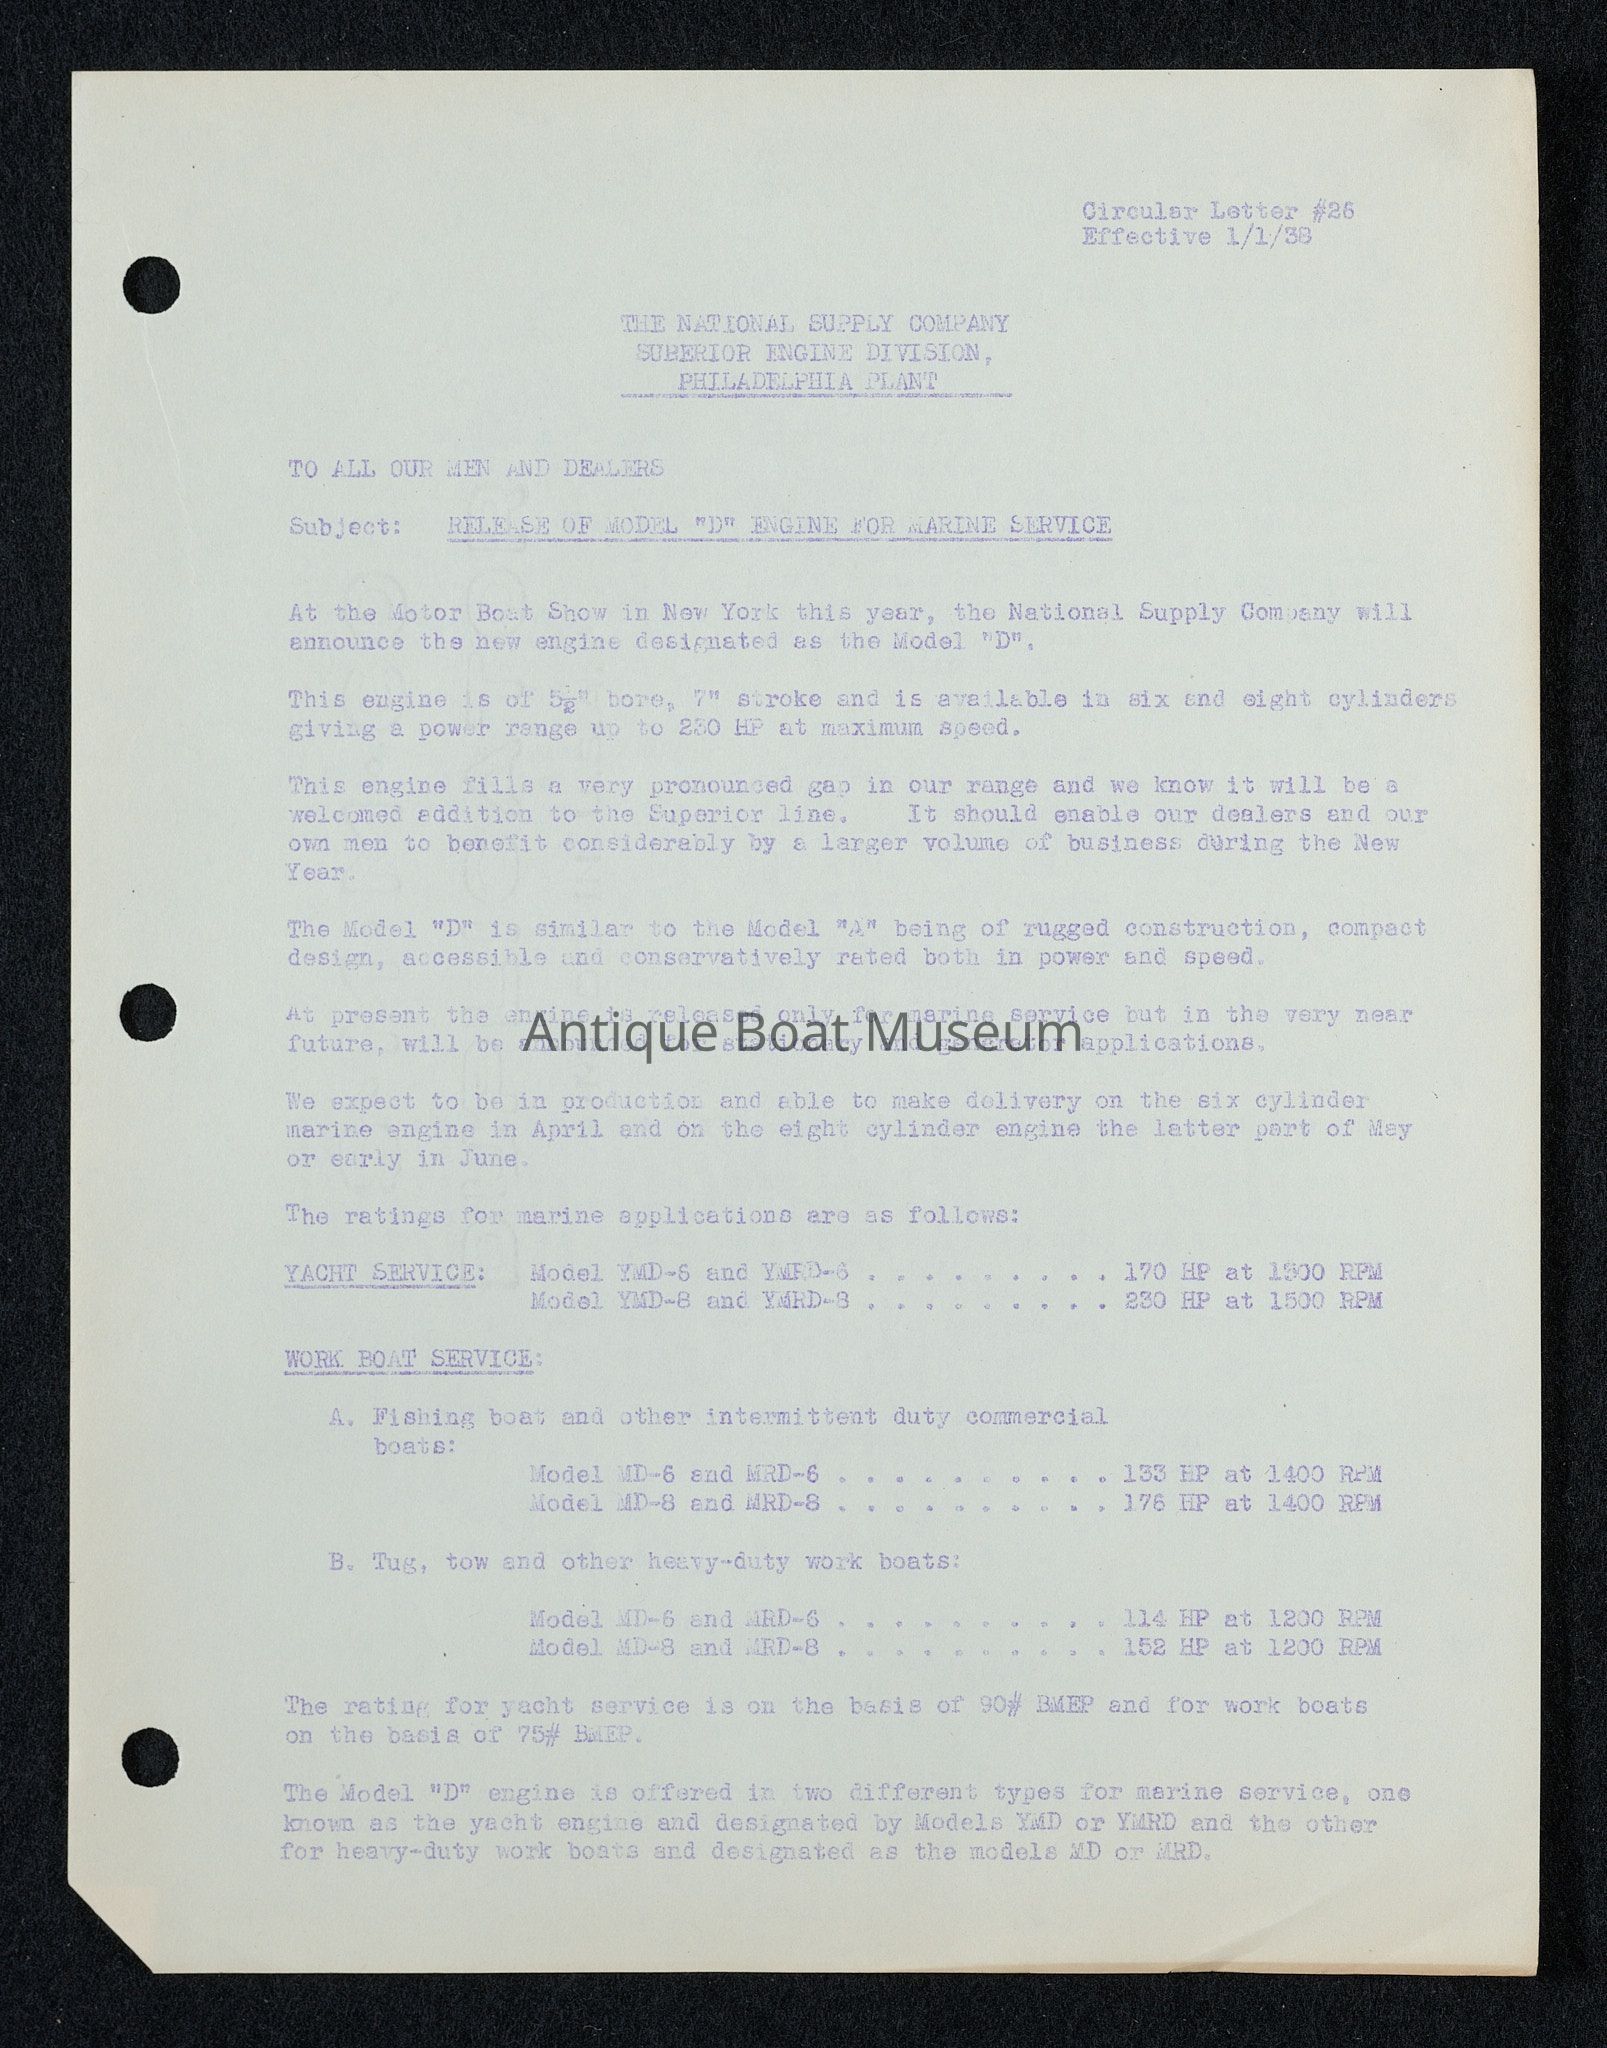 Circular Letter #26
Effective 1/1/38
THE NATIONAL SUPPLY COMPANY
SUPERIOR ENGINE DIVISION,
PHILADELPHIA PLANT
TO ALL OUR MEN AND DEALERS
Subject: RELEASE OF MODEL "D" ENGINE FOR MARINE SERVICE
At the Motor Boat Show in New York this year, the National Supply Company will
announce the new engine designated as the Model "D".
This engine is of 5½" bore, 7" stroke and is available in six and eight cylinders
giving a power range up to 230 HP at maximum speed.
This engine fills a very pronounced gap in our range and we know it will be a
welcomed addition to the Superior line. It should enable our dealers and our
own men to benefit considerably by a larger volume of business during the New
Year.
The Model "D" is similar to the Model "A" being of rugged construction, compact
design, accessible and conservatively rated both in power and speed.
At present the engine is released only for marine service but in the very near
future, will be announced for stationary and generator applications.
Antique Boat Museum
We expect to be in production and able to make delivery on the six cylinder
marine engine in April and on the eight cylinder engine the latter part of May
or early in June.
The ratings for marine applications are as follows:
YACHT SERVICE: Model YMD-6 and YMRD-6 . . . . . . . . . 170 HP at 1500 RPM
Model YMD-8 and YMRD-8 . . . . . . . . . 230 HP at 1500 RPM
WORK BOAT SERVICE:
A. Fishing boat and other intermittent duty commercial
boats:
Model MD-6 and MRD-6 . . . . . . . . . . 133 HP at 1400 RPM
Model MD-8 and MRD-8 . . . . . . . . . . 176 HP at 1400 RPM
B. Tug, tow and other heavy-duty work boats:
Model MD-6 and MRD-6 . . . . . . . . . . 114 HP at 1200 RPM
Model MD-8 and MRD-8 . . . . . . . . . . 152 HP at 1200 RPM
The rating for yacht service is on the basis of 90# BMEP and for work boats
on the basis of 75# BMEP.
The Model "D" engine is offered in two different types for marine service, one
known as the yacht engine and designated by Models YMD or YMRD and the other
for heavy-duty work boats and designated as the models MD or MRD.